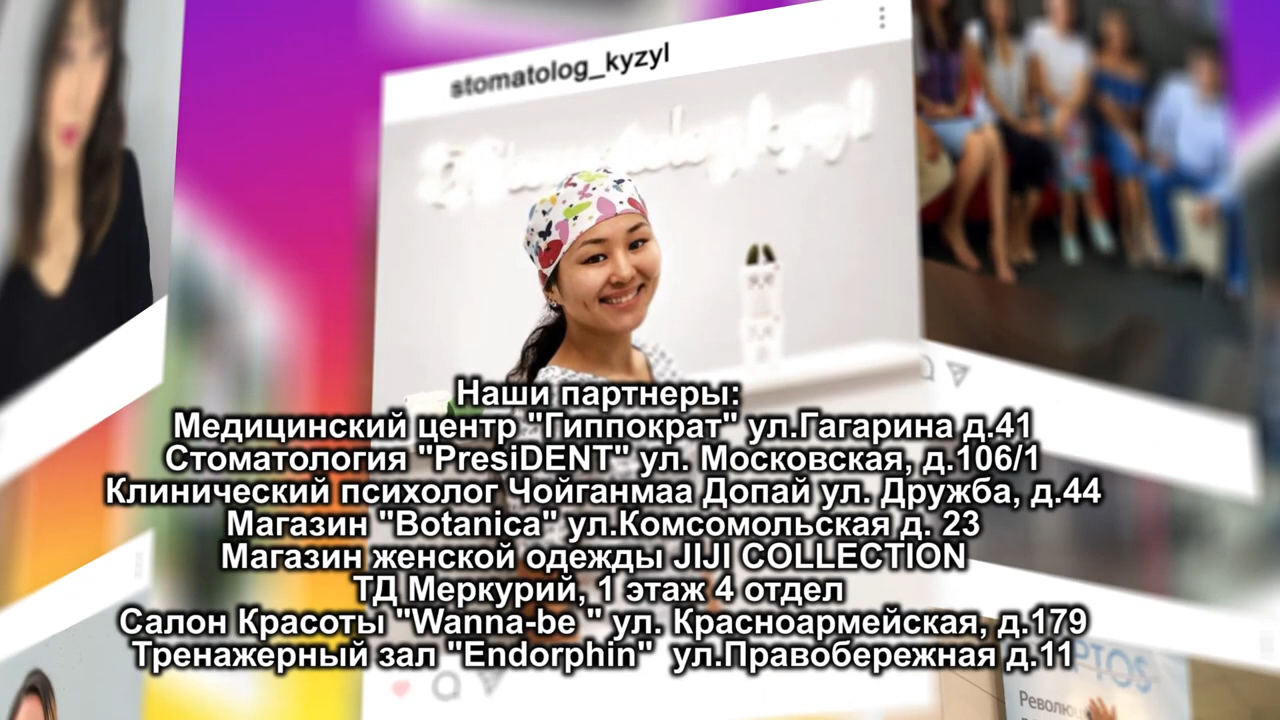 stomatolog_kyzyl
Наши партнеры:
Медицинский центр "Гиппократ" ул.Гагарина д.41
Стоматология "PresiDENT" ул. Московская, д.106/1
Клинический психолог Чойганмаа Допай ул. Дружба, д.44
Магазин "Botanica" ул.Комсомольская д. 23
Магазин женской одежды JIJI COLLECTION
ТД Меркурий, 1 этаж 4 отдел
Салон Красоты "Wanna-be " ул. Красноармейская, д.179
Тренажерный зал "Endorphin"  ул.Правобережная д.11